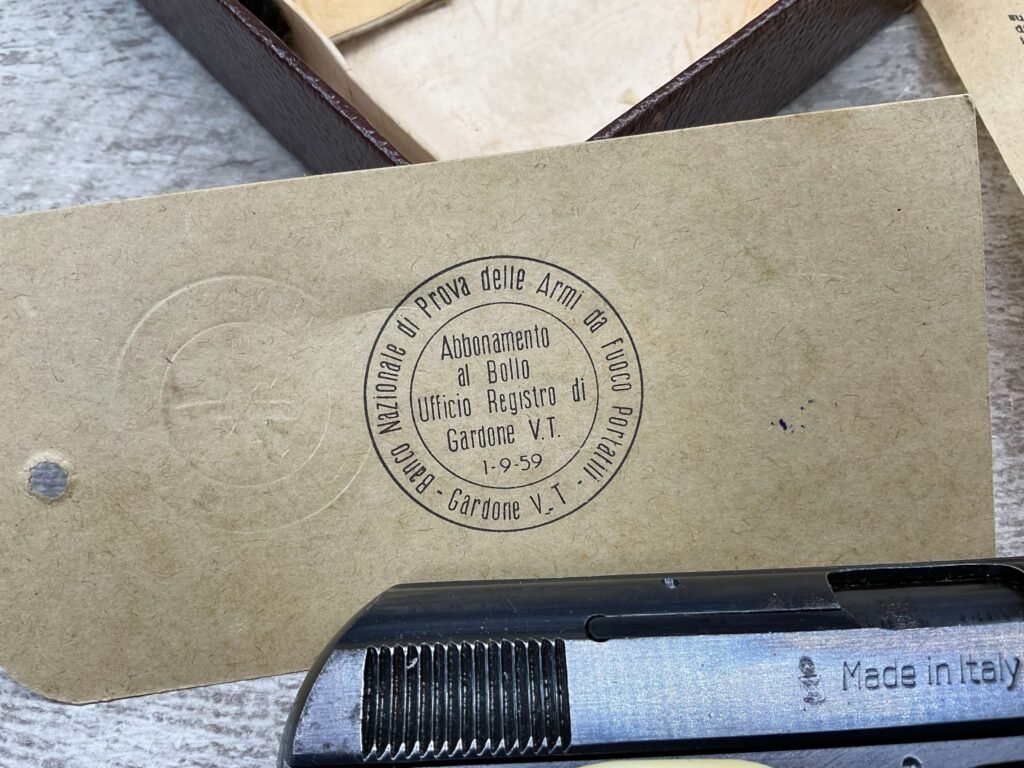 Banco Nazionale di Prova delle Armi da Fuoco Portatili - Gardone V.T -
Abbonamento
al Bollo
Ufficio Registro di
Gardone V.T.
1-9-59
Made in Italy